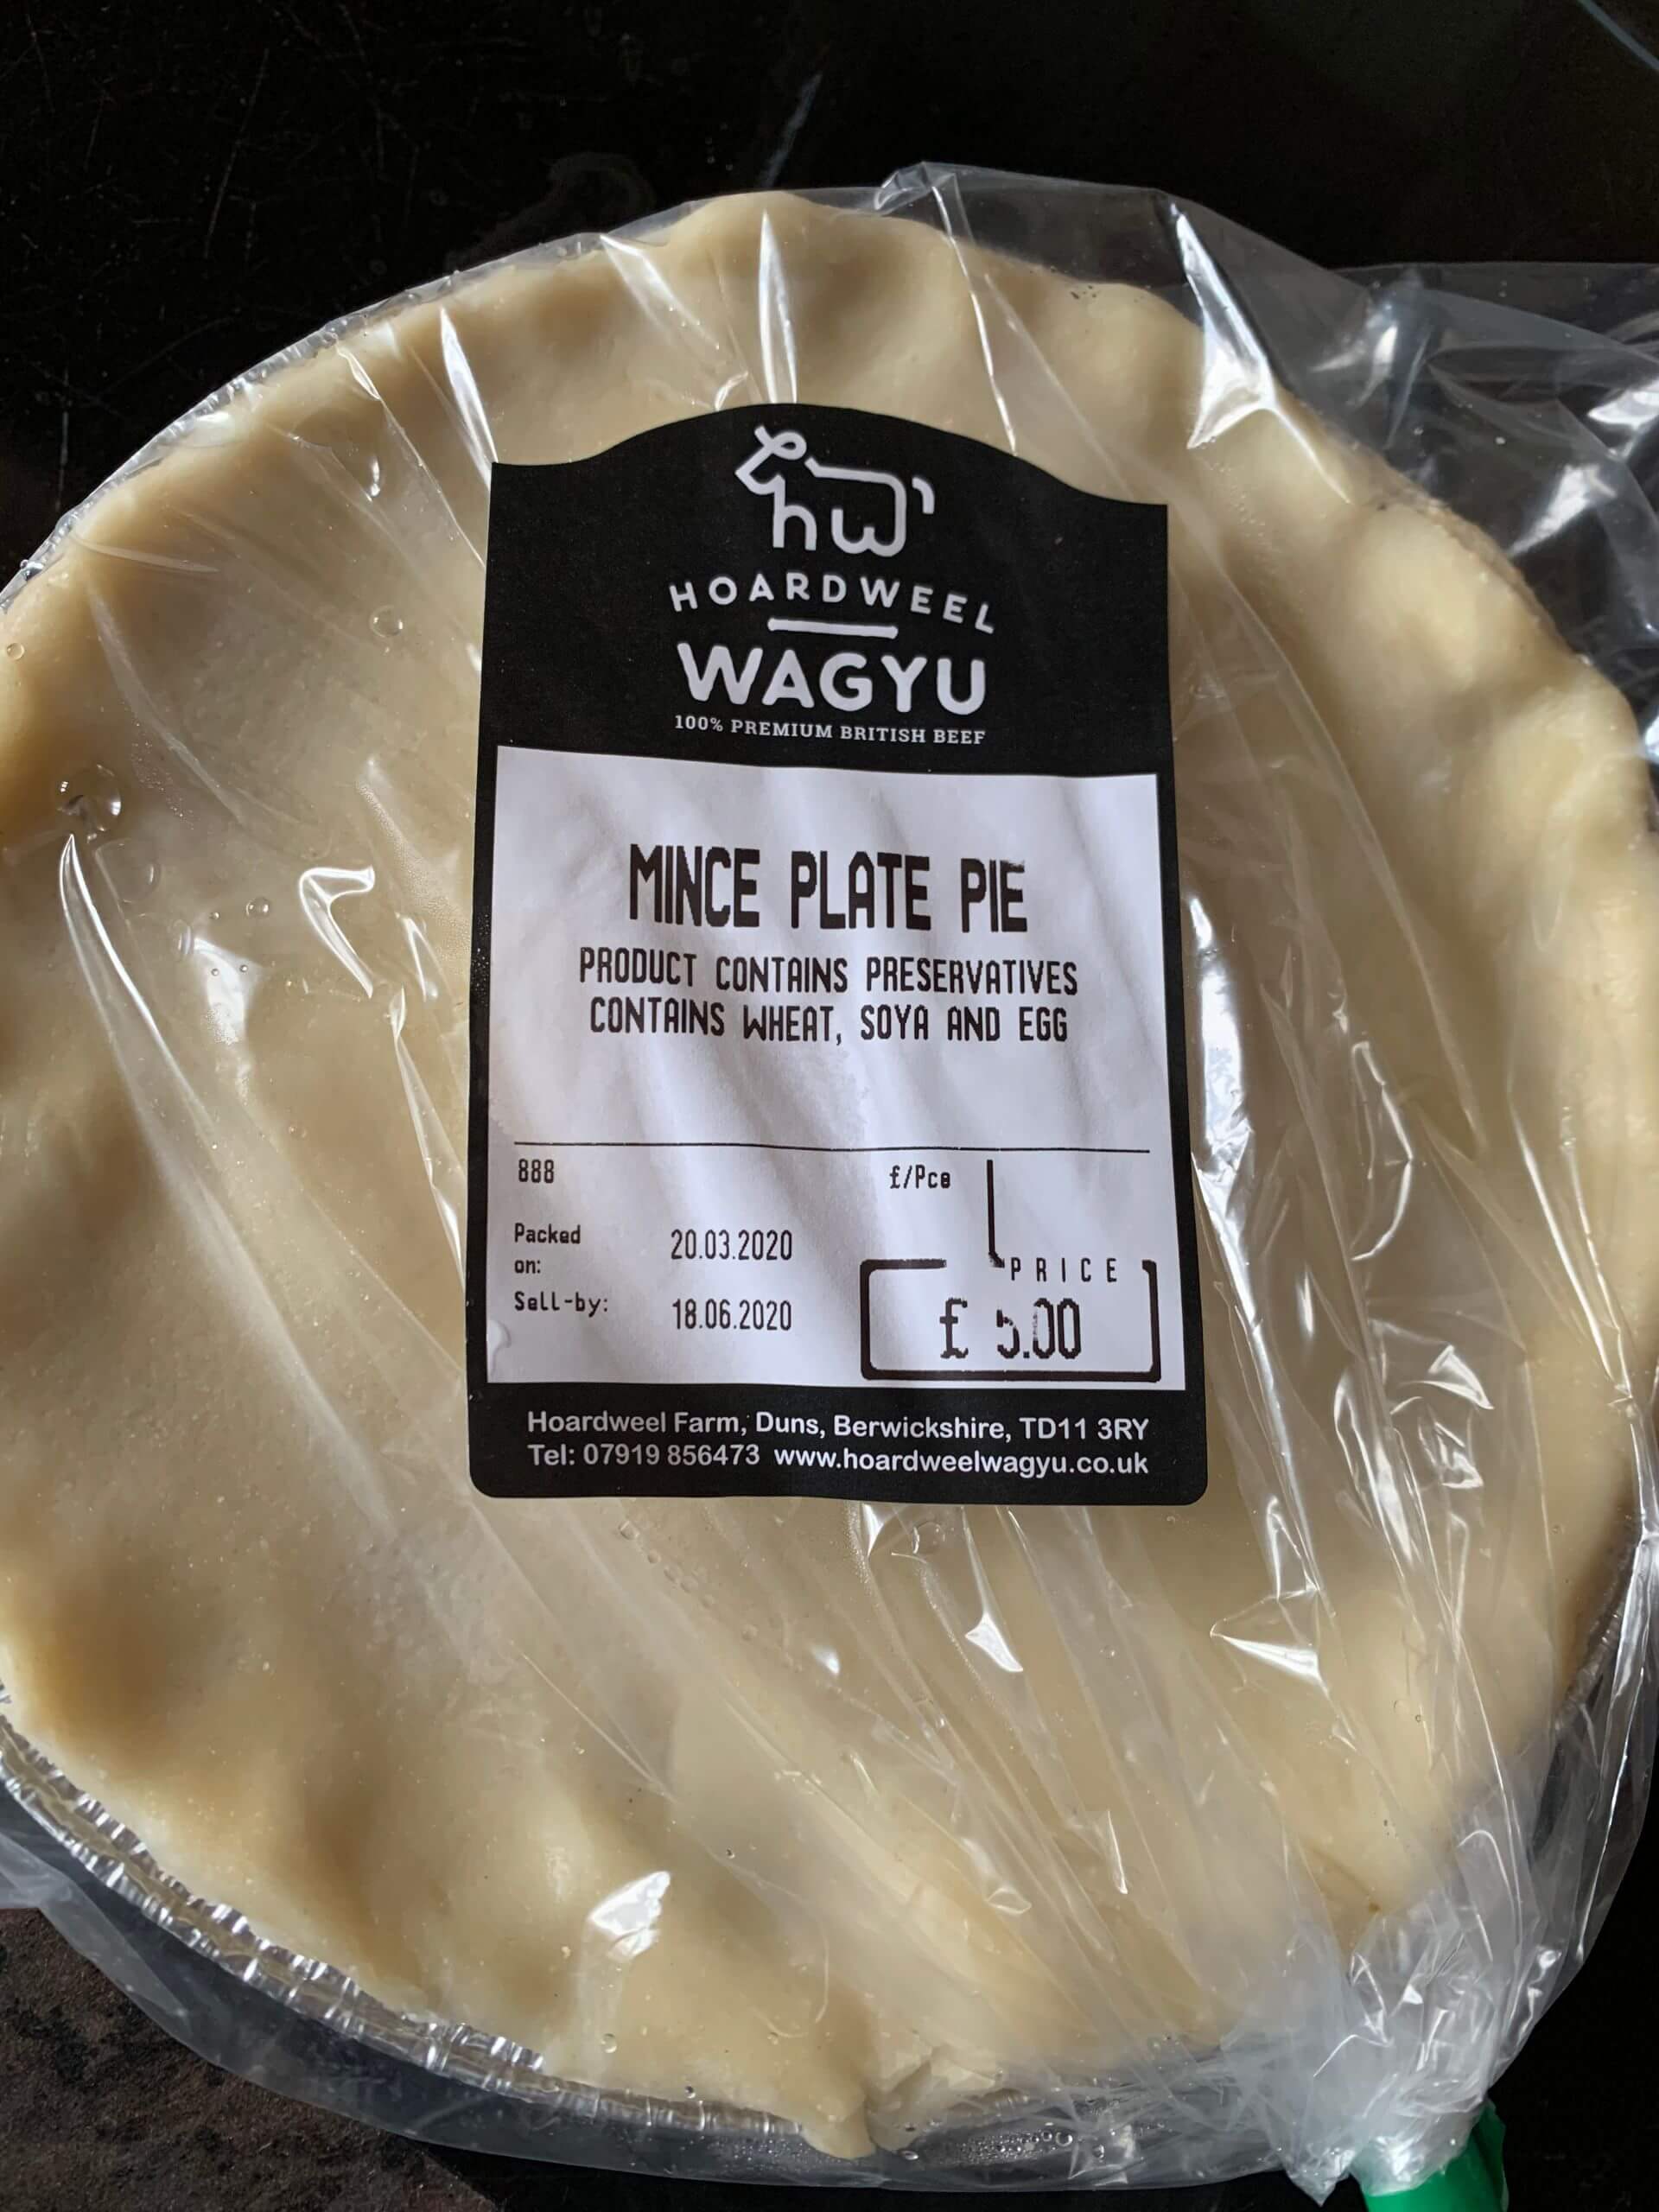 hw
HOARDWEEL
WAGYU
100% PREMIUM BRITISH BEEF
MINCE PLATE PIE
PRODUCT CONTAINS PRESERVATIVES
CONTAINS WHEAT, SOYA AND EGG
888 £/Pce
Packed on: 20.03.2020
PRICE
Sell-by: 18.06.2020 £ 5.00
Hoardweel Farm, Duns, Berwickshire, TD11 3RY
Tel: 07919 856473 www.hoardweelwagyu.co.uk